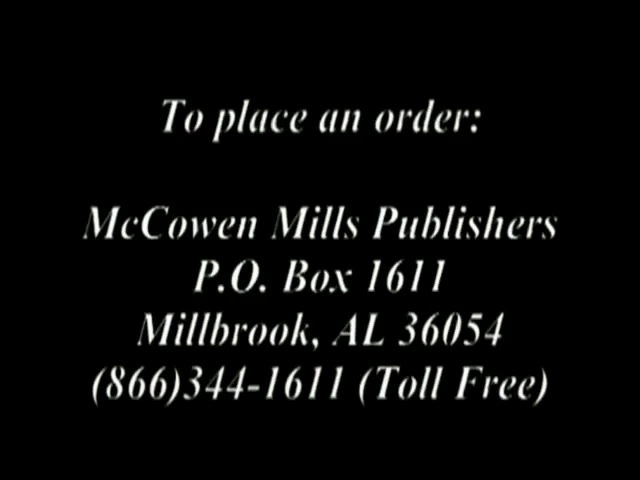 To place an order:
McCowen Mills Publishers
P.O. Box 1611
Millbrook, AL 36054
(866)344-1611 (Toll Free)